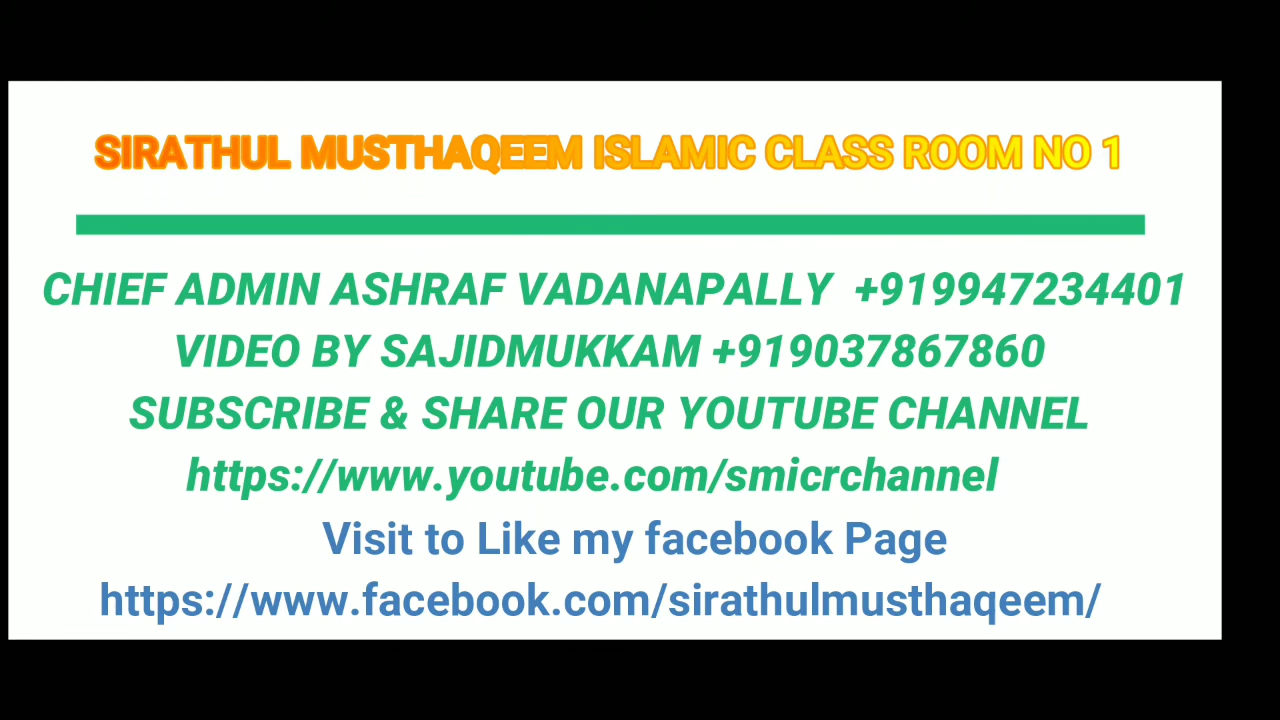 SIRATHUL MUSTHAQEEM ISLAMIC CLASS ROOM NO 1
CHIEF ADMIN ASHRAF VADANAPALLY +919947234401
VIDEO BY SAJIDMUKKAM +919037867860
SUBSCRIBE & SHARE OUR YOUTUBE CHANNEL
https://www.youtube.com/smicrchannel
Visit to Like my facebook Page
https://www.facebook.com/sirathulmusthaqeem/